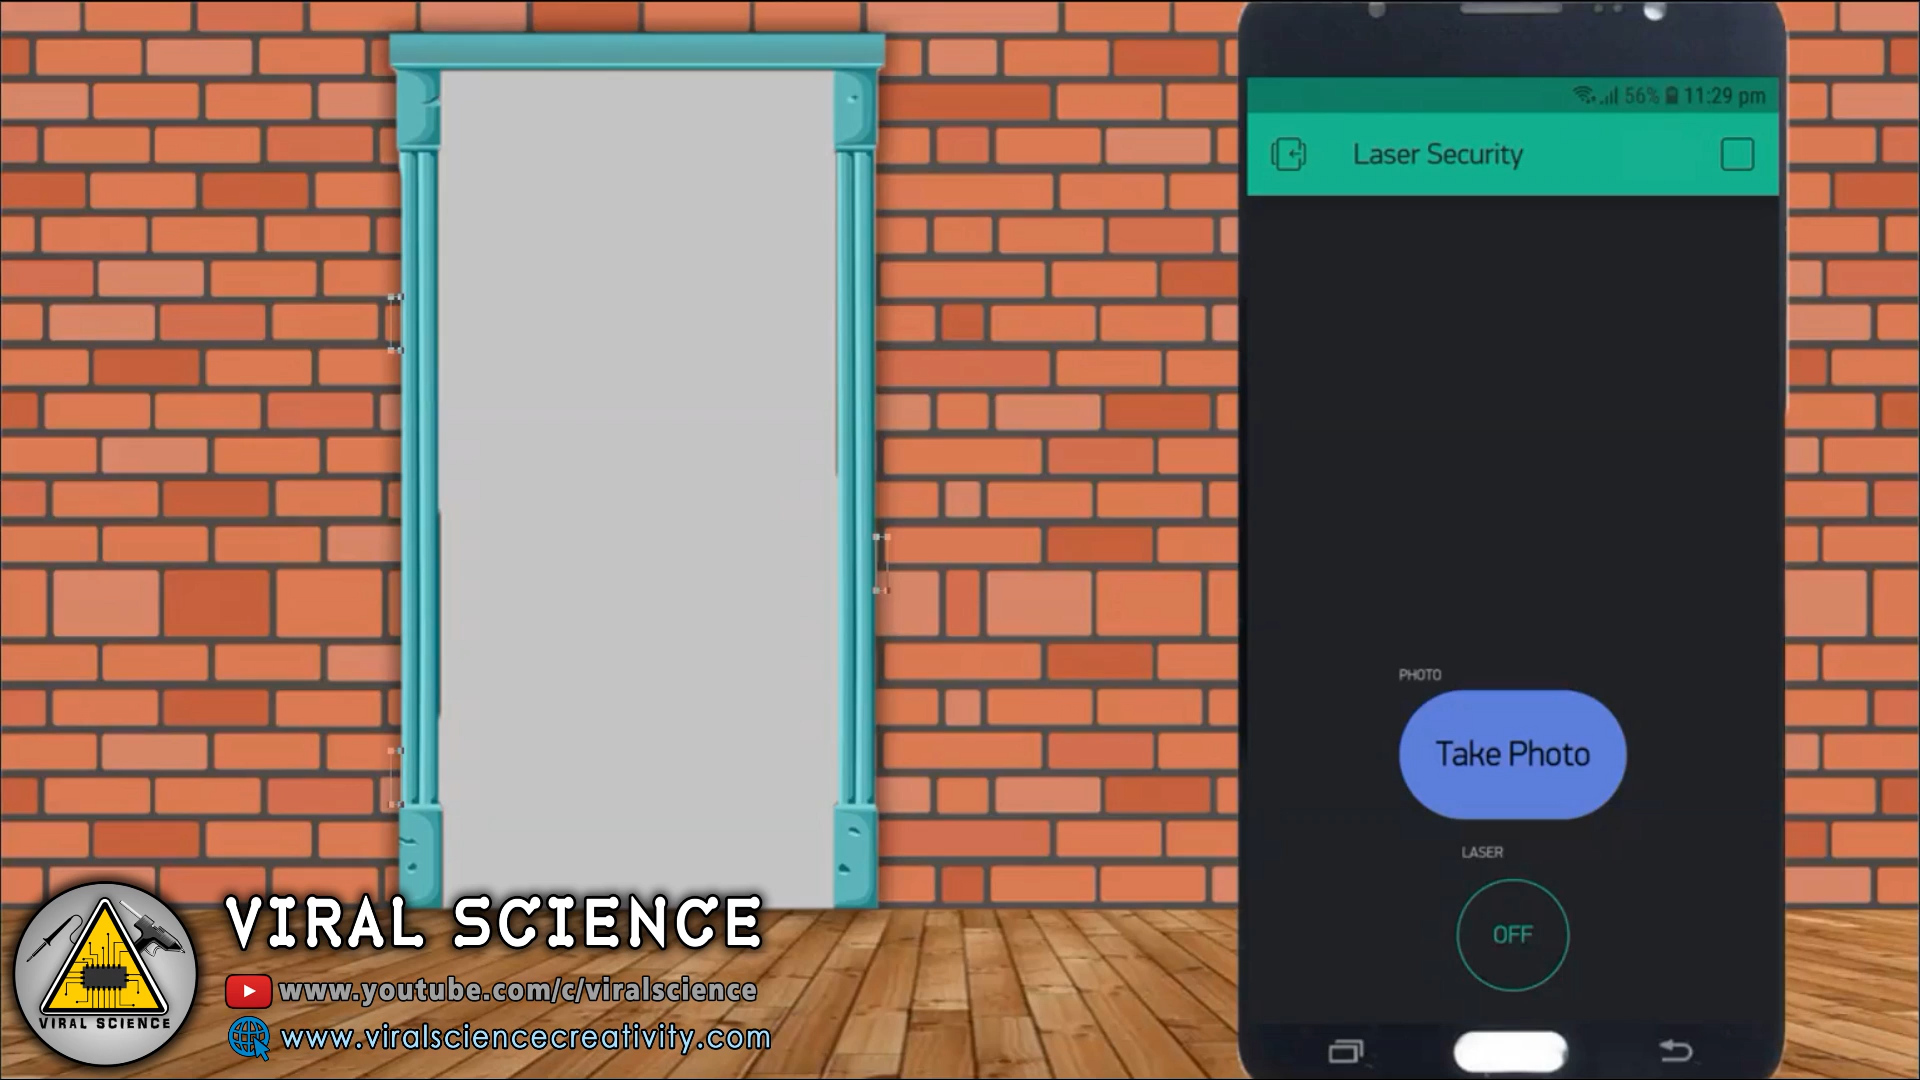 56% 11:29 pm
Laser Security
PHOTO
Take Photo
LASER
OFF
VIRAL SCIENCE
VIRAL SCIENCE
www.youtube.com/c/viralscience
www.viralsciencecreativity.com